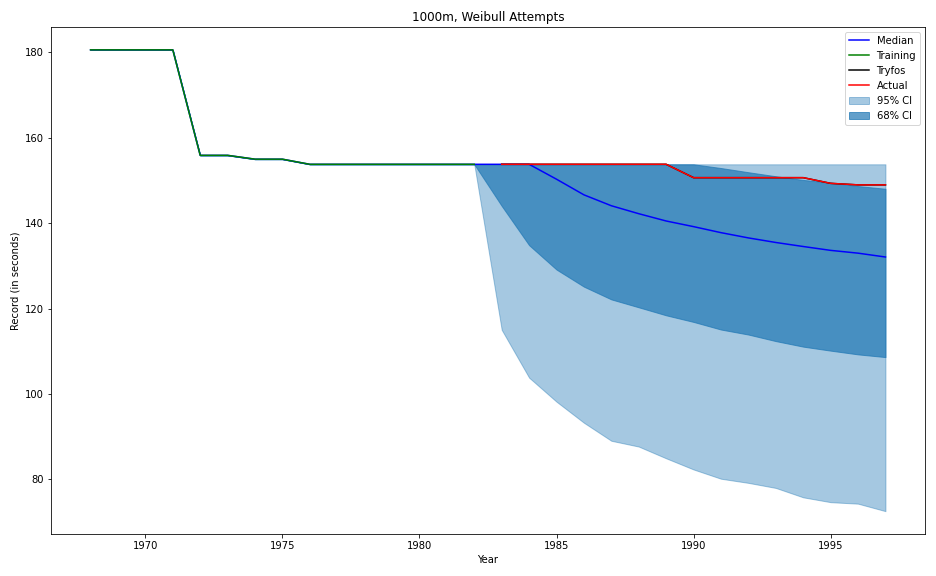 1000m, Weibull Attempts
Median
Training
Tryfos
Actual
95% CI
68% CI
180
160
140
120
100
80
Record (in seconds)
1970 1975 1980 1985 1990 1995
Year